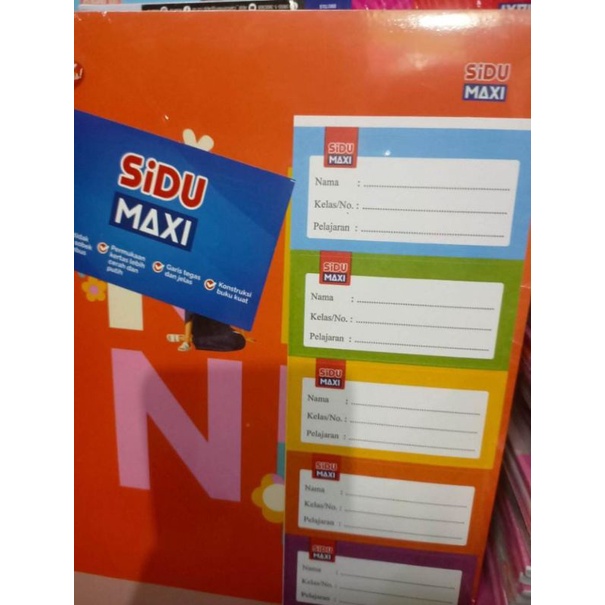 SiDU
MAXI
SiDU
MAXI
Permukaan
kertas lebih
cerah dan
putih
Garis tegas
dan jelas
Konstruksi
buku kuat
N
SiDU
MAXI
Nama :
Kelas/No. :
Pelajaran :
SiDU
MAXI
Nama :
Kelas/No. :
Pelajaran :
SiDU
MAXI
Nama :
Kelas/No. :
Pelajaran :
SiDU
MAXI
Nama :
Kelas/No. :
Pelajaran :
SiDU
MAXI
Nama :
Kelas/No. :
Pelajaran :